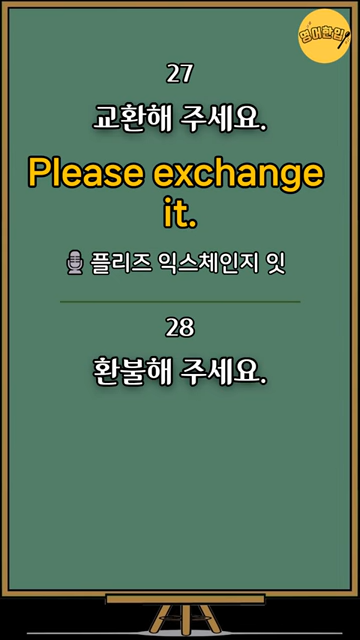 영어한입
27
교환해 주세요.
Please exchange
it.
플리즈 익스체인지 잇
28
환불해 주세요.